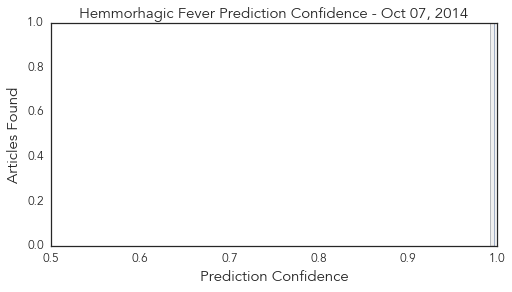 Hemmorhagic Fever Prediction Confidence - Oct 07, 2014
1.0
0.8
0.6
0.4
0.2
0.0
Articles Found
0.5 0.6 0.7 0.8 0.9 1.0
Prediction Confidence